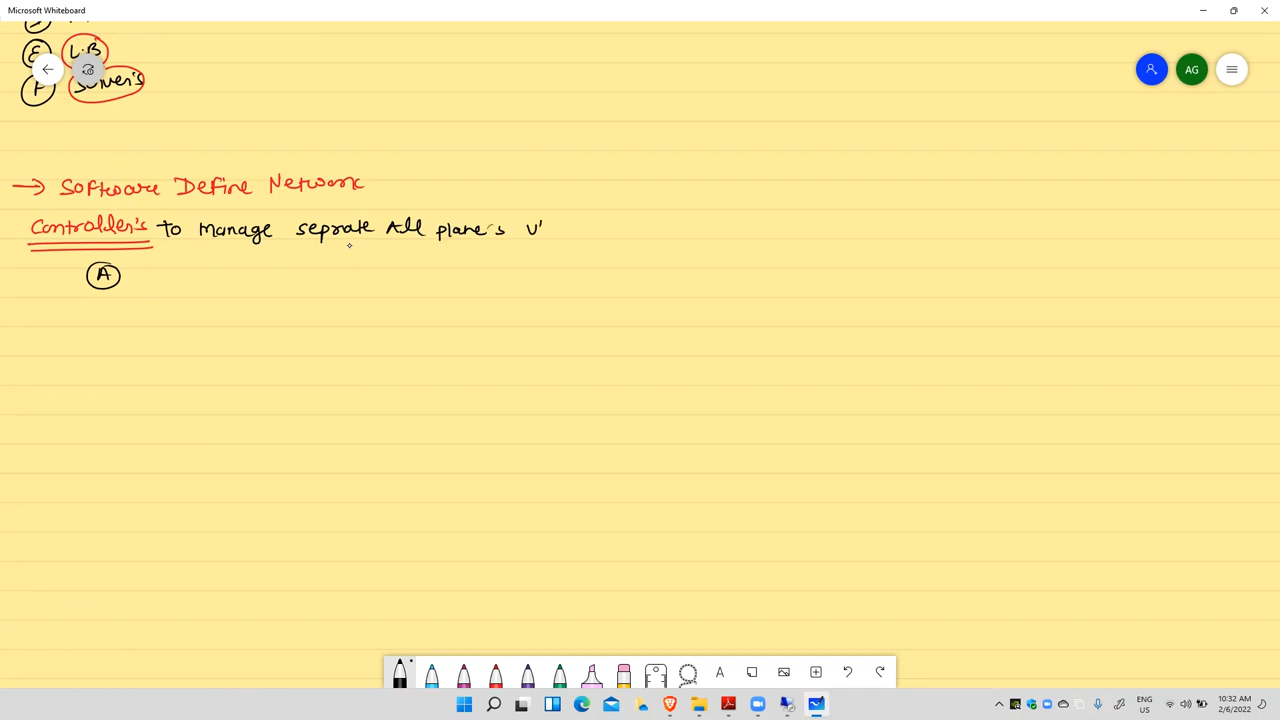 Microsoft Whiteboard
E L.B
F
AG
→ Software Define Network
Controller's to manage seprate All plane's
A
A
ENG
US
10:32 AM
2/6/2022